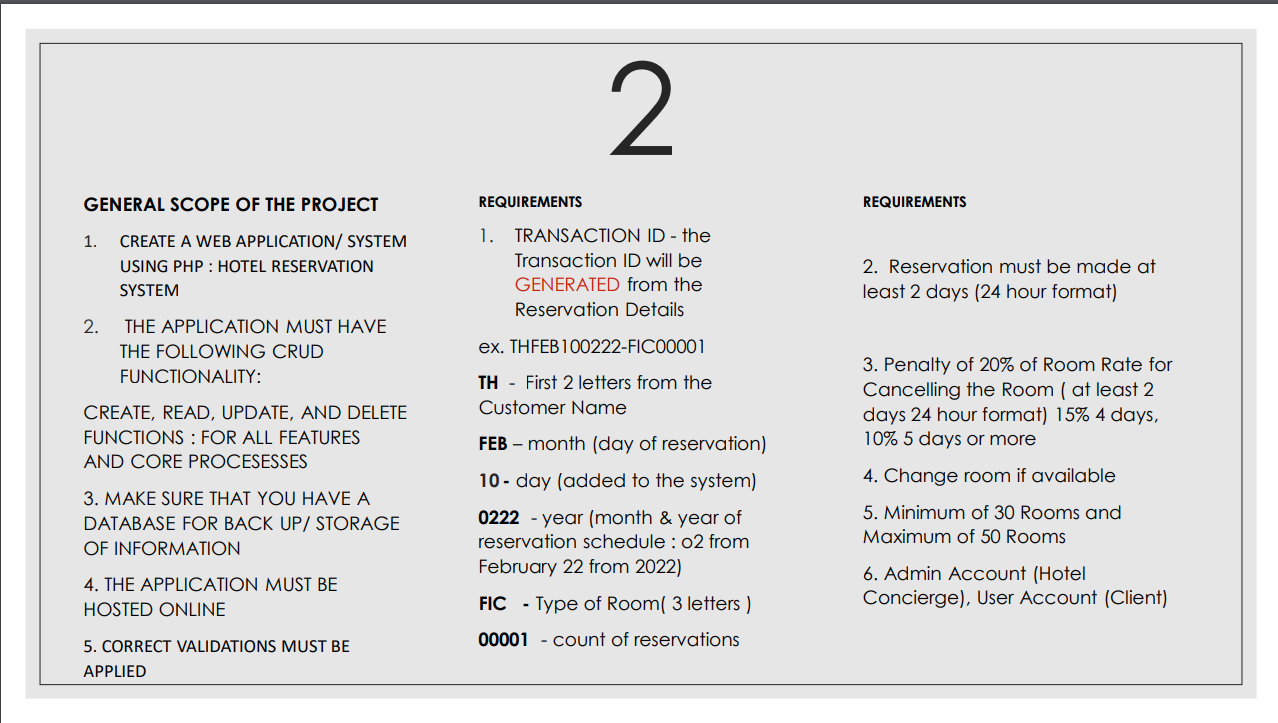 2
GENERAL SCOPE OF THE PROJECT
1. CREATE A WEB APPLICATION/ SYSTEM
USING PHP : HOTEL RESERVATION
SYSTEM
2. THE APPLICATION MUST HAVE
THE FOLLOWING CRUD
FUNCTIONALITY:
CREATE, READ, UPDATE, AND DELETE
FUNCTIONS : FOR ALL FEATURES
AND CORE PROCESESSES
3. MAKE SURE THAT YOU HAVE A
DATABASE FOR BACK UP/ STORAGE
OF INFORMATION
4. THE APPLICATION MUST BE
HOSTED ONLINE
5. CORRECT VALIDATIONS MUST BE
APPLIED
REQUIREMENTS
1. TRANSACTION ID - the
Transaction ID will be
GENERATED from the
Reservation Details
ex. THFEB100222-FIC00001
TH - First 2 letters from the
Customer Name
FEB – month (day of reservation)
10 - day (added to the system)
0222 - year (month & year of
reservation schedule : o2 from
February 22 from 2022)
FIC - Type of Room( 3 letters )
00001 - count of reservations
REQUIREMENTS
2. Reservation must be made at
least 2 days (24 hour format)
3. Penalty of 20% of Room Rate for
Cancelling the Room ( at least 2
days 24 hour format) 15% 4 days,
10% 5 days or more
4. Change room if available
5. Minimum of 30 Rooms and
Maximum of 50 Rooms
6. Admin Account (Hotel
Concierge), User Account (Client)